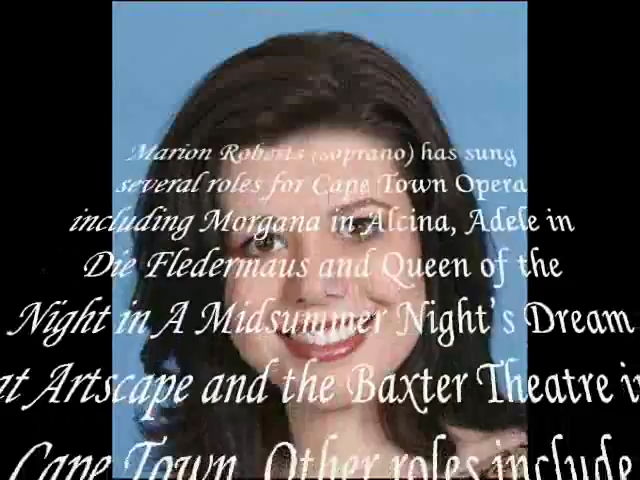 Marion Roberts (soprano) has sung
several roles for Cape Town Opera
including Morgana in Alcina, Adele in
Die Fledermaus and Queen of the
Night in A Midsummer Night's Dream
at Artscape and the Baxter Theatre in
Cape Town. Other roles include